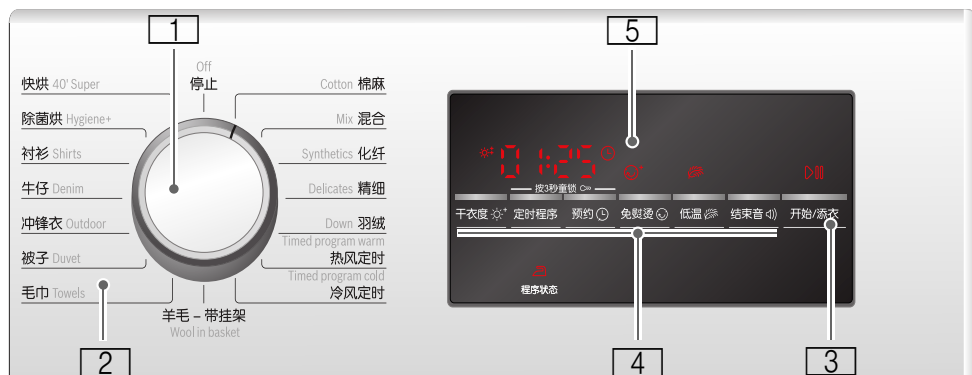 1
5
Off
停止
快烘 40' Super
除菌烘 Hygiene+
衬衫 Shirts
牛仔 Denim
冲锋衣 Outdoor
被子 Duvet
毛巾 Towels
Cotton 棉麻
Mix 混合
Synthetics 化纤
Delicates 精细
Down 羽绒
Timed program warm
热风定时
Timed program cold
冷风定时
羊毛 – 带挂架
Wool in basket
01:25
按3秒童锁
干衣度 定时程序 预约 免熨烫 低温 结束音 开始/添衣
程序状态
2
4
3